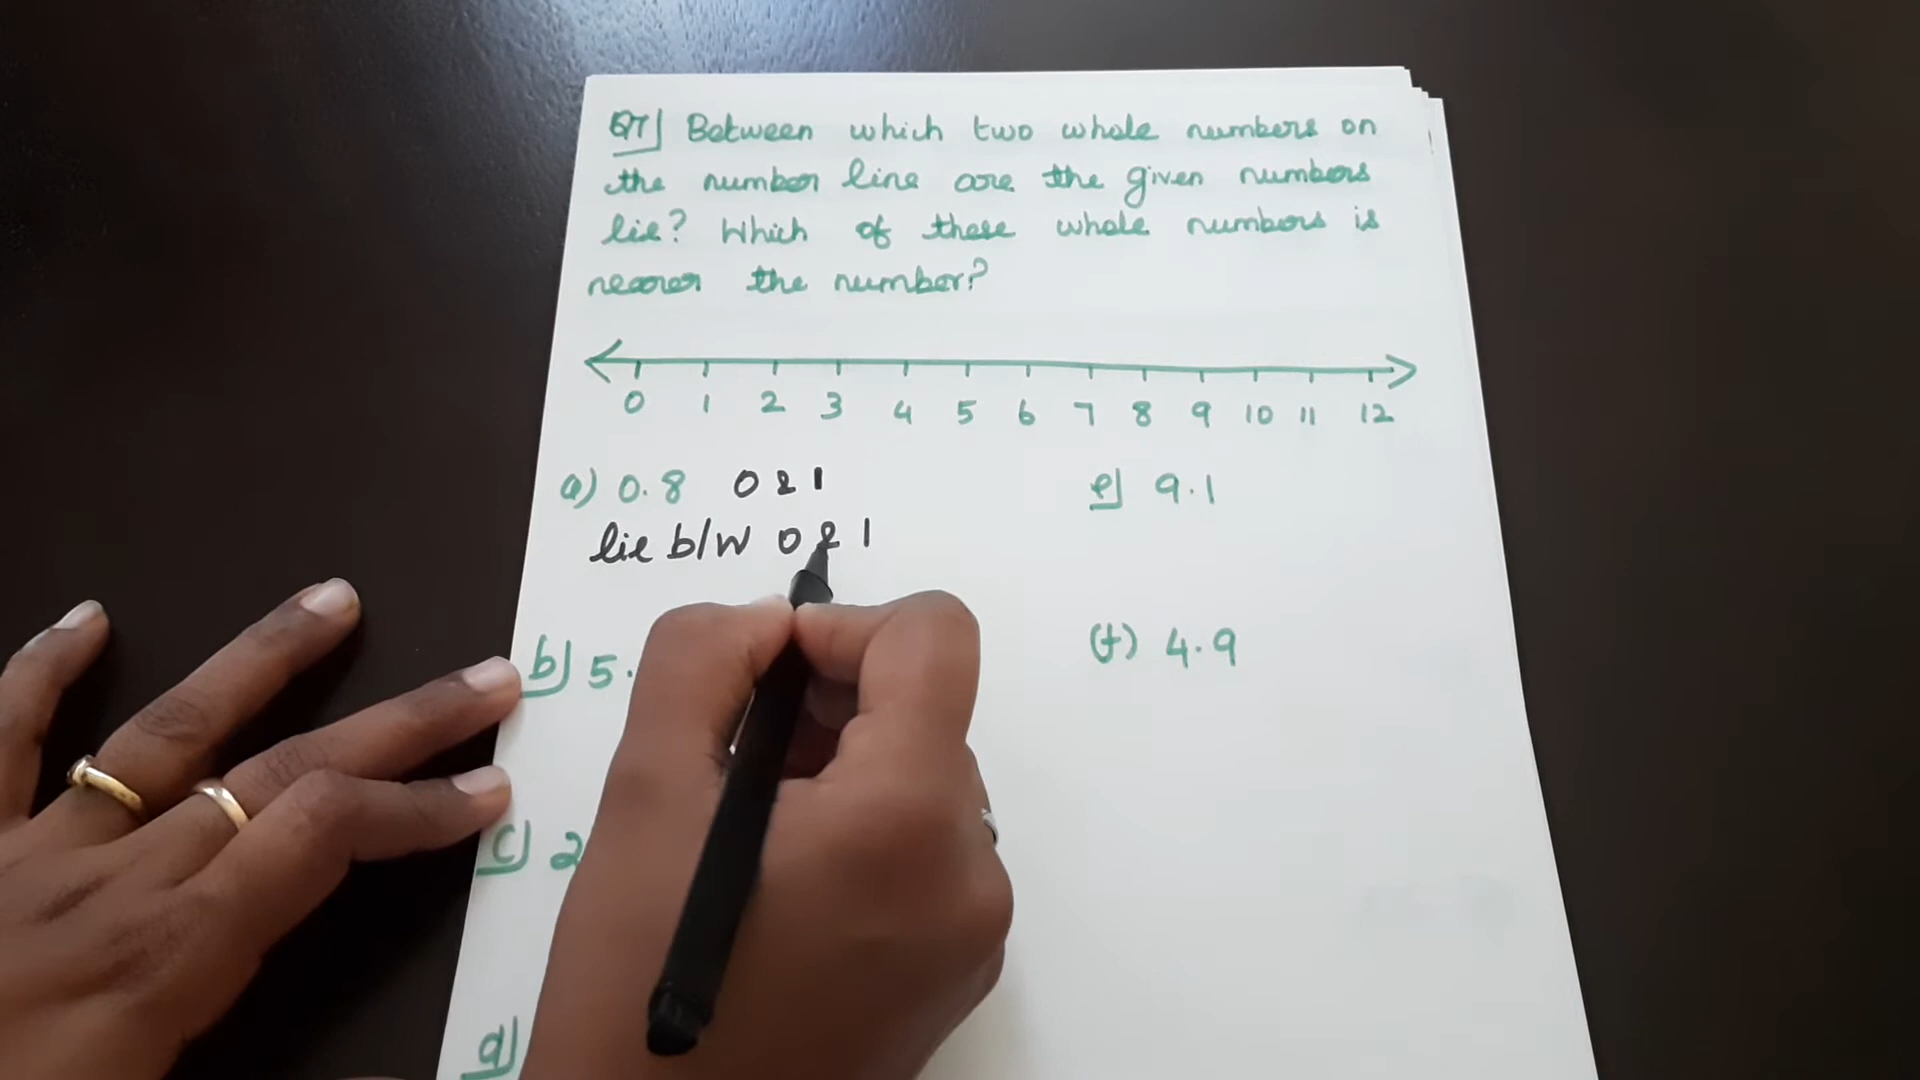 Q7] Between which two whole numbers on
the number line are the given numbers
lie? Which of these whole numbers is
nearer the number?
0 1 2 3 4 5 6 7 8 9 10 11 12
a) 0.8 0 & 1
lie b/w 0 & 1
e] 9.1
b] 5.
(f) 4.9
c] 2
d]